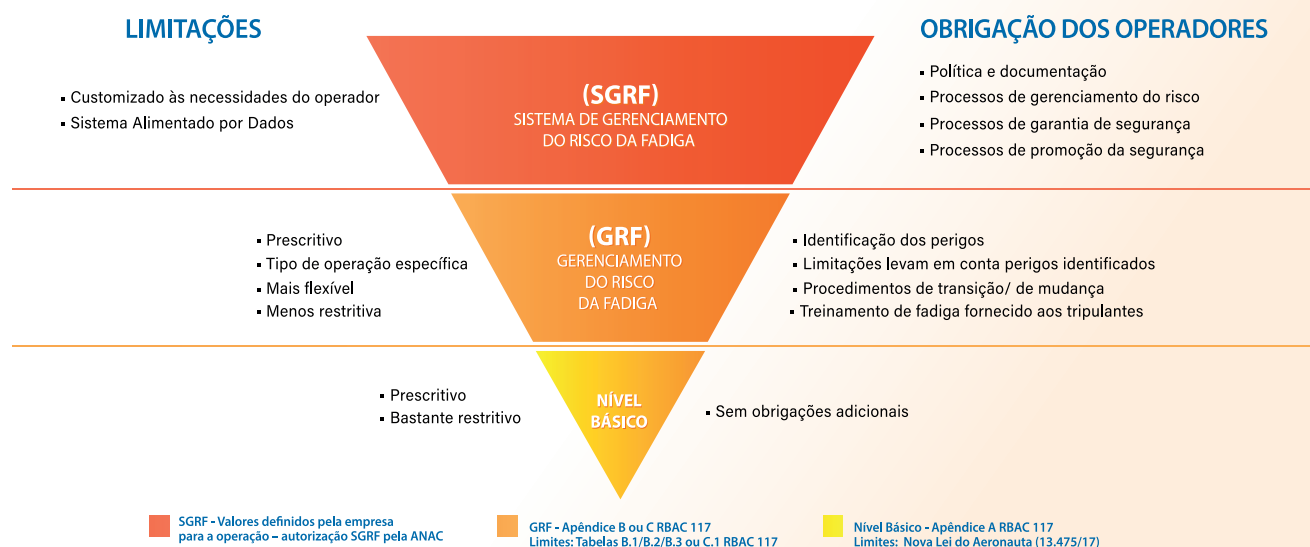 LIMITAÇÕES
OBRIGAÇÃO DOS OPERADORES
▪ Customizado às necessidades do operador
▪ Sistema Alimentado por Dados
(SGRF)
SISTEMA DE GERENCIAMENTO
DO RISCO DA FADIGA
▪ Política e documentação
▪ Processos de gerenciamento do risco
▪ Processos de garantia de segurança
▪ Processos de promoção da segurança
▪ Prescritivo
▪ Tipo de operação específica
▪ Mais flexível
▪ Menos restritiva
(GRF)
GERENCIAMENTO
DO RISCO
DA FADIGA
▪ Identificação dos perigos
▪ Limitações levam em conta perigos identificados
▪ Procedimentos de transição/ de mudança
▪ Treinamento de fadiga fornecido aos tripulantes
▪ Prescritivo
▪ Bastante restritivo
NÍVEL
BÁSICO
▪ Sem obrigações adicionais
SGRF - Valores definidos pela empresa
para a operação – autorização SGRF pela ANAC
GRF - Apêndice B ou C RBAC 117
Limites: Tabelas B.1/B.2/B.3 ou C.1 RBAC 117
Nível Básico - Apêndice A RBAC 117
Limites: Nova Lei do Aeronauta (13.475/17)